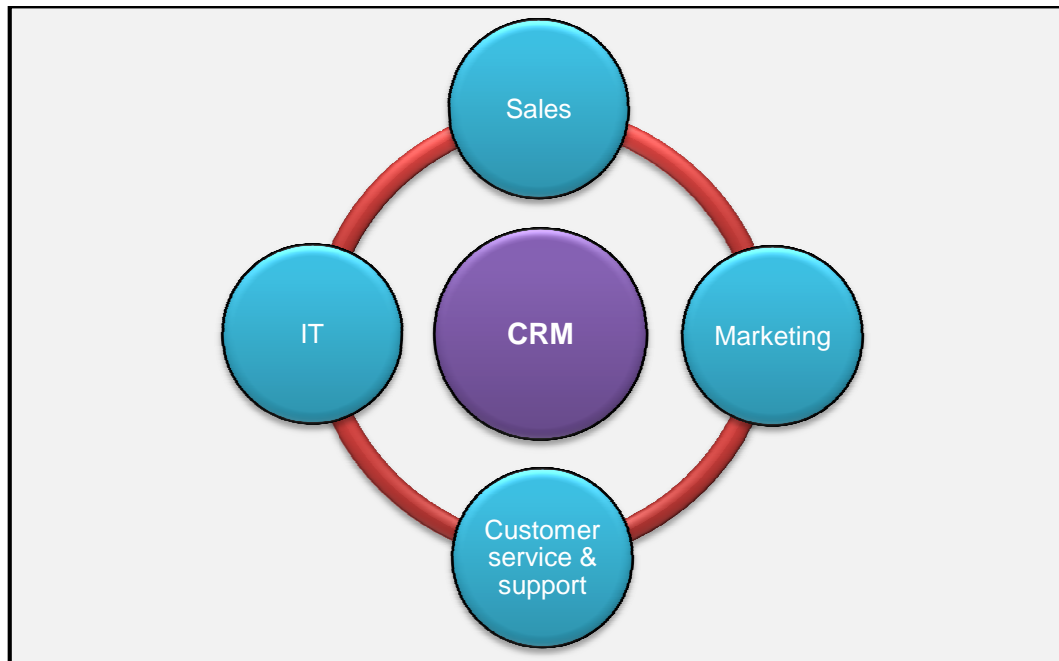 Sales
IT
CRM
Marketing
Customer
service &
support